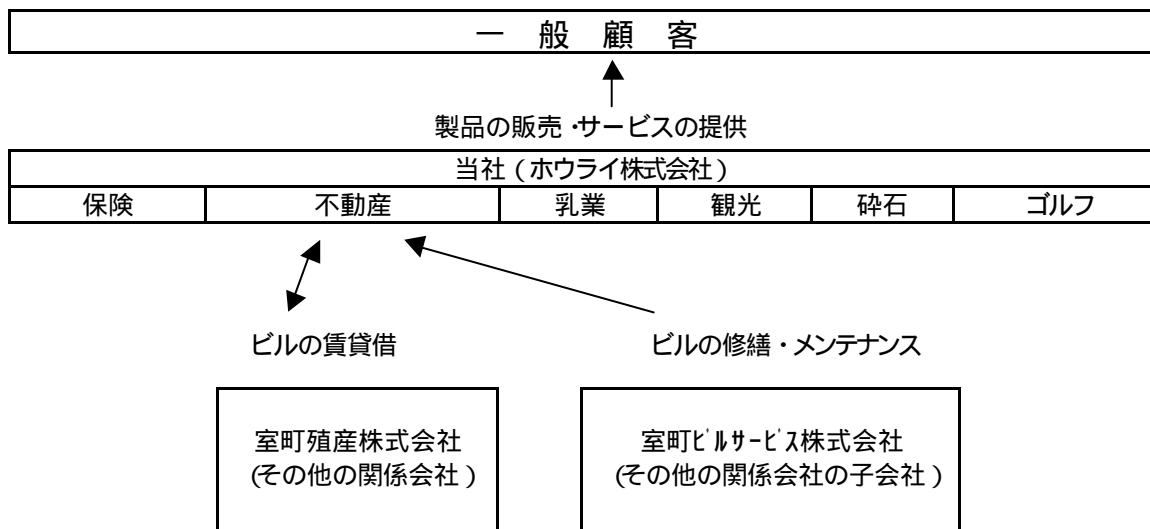 一 般 顧 客
製品の販売・サービスの提供
当社(ホウライ株式会社)
保険 不動産 乳業 観光 砕石 ゴルフ
ビルの賃貸借 ビルの修繕・メンテナンス
室町殖産株式会社 室町ﾋﾞﾙｻｰﾋﾞｽ株式会社
(その他の関係会社) (その他の関係会社の子会社)